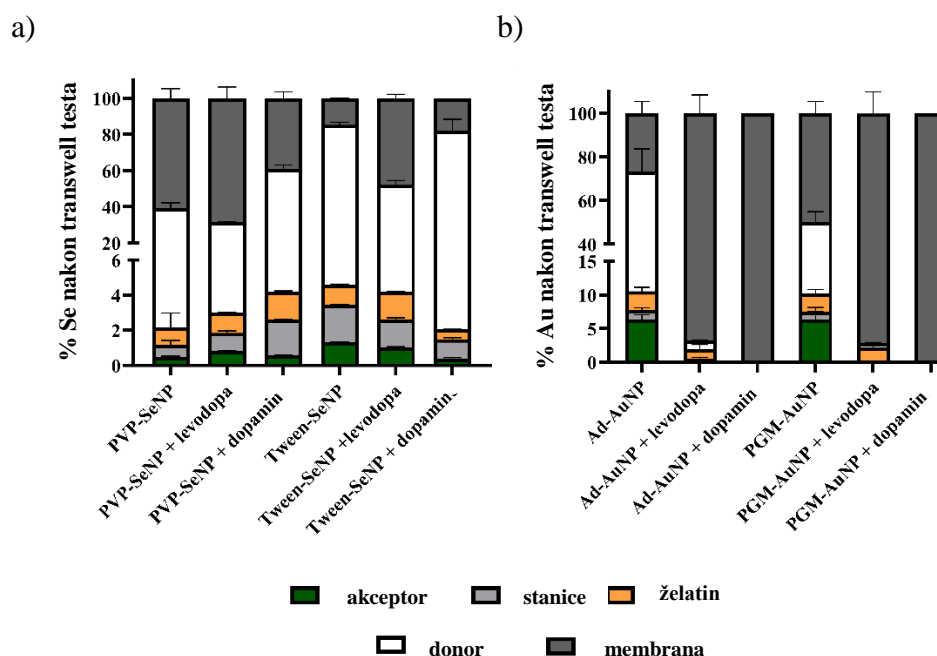 a)
b)
% Se nakon transwell testa
100
80
60
40
20
6
4
2
0
PVP-SeNP
PVP-SeNP + levodopa
PVP-SeNP + dopamin
Tween-SeNP
Tween-SeNP +levodopa
Tween-SeNP + dopamin
% Au nakon transwell testa
100
80
60
40
15
10
5
0
Ad-AuNP
Ad-AuNP + levodopa
Ad-AuNP + dopamin
PGM-AuNP
PGM-AuNP + levodopa
PGM-AuNP + dopamin
akceptor stanice želatin
donor membrana